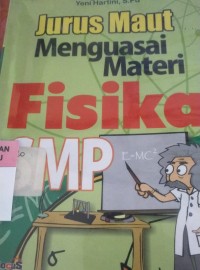 Yeni Hartini, S.Pd
Jurus Maut
Menguasai
Materi
Fisika
SMP
E=MC²